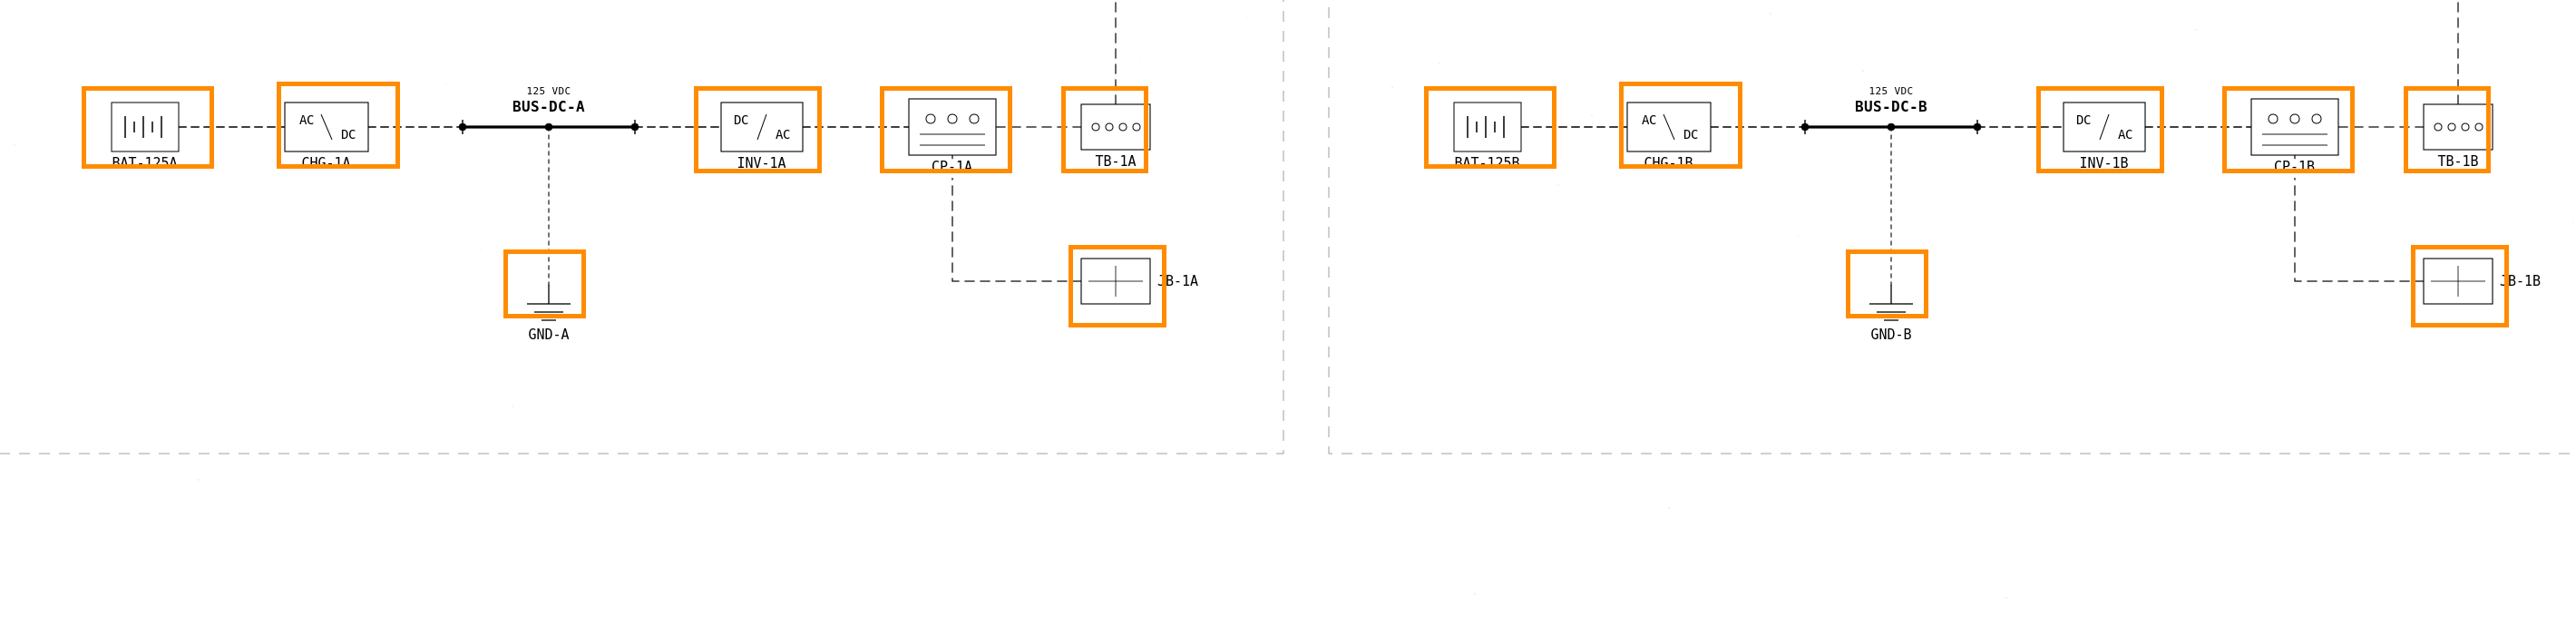 125 VDC
BUS-DC-A
AC
DC
BAT-125A
CHG-1A
DC
AC
INV-1A
CP-1A
TB-1A
JB-1A
GND-A
125 VDC
BUS-DC-B
AC
DC
BAT-125B
CHG-1B
DC
AC
INV-1B
CP-1B
TB-1B
JB-1B
GND-B